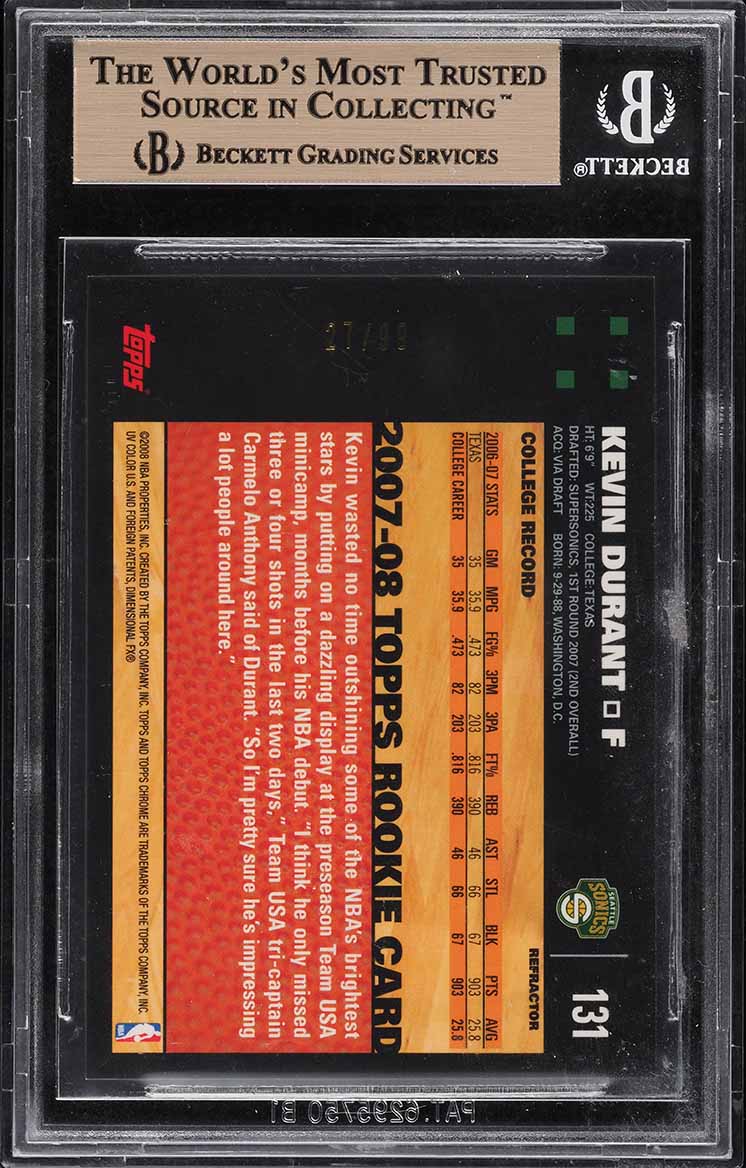 THE WORLD'S MOST TRUSTED
SOURCE IN COLLECTING™
B BECKETT GRADING SERVICES
B
BECKETT®
KEVIN DURANT F
131
SEATTLE
SONICS
HT: 6'9" WT: 225 COLLEGE: TEXAS
DRAFTED: SUPERSONICS, 1ST ROUND, 2007 (2ND OVERALL)
ACQ: VIA DRAFT BORN: 9-29-88, WASHINGTON, D.C.
COLLEGE RECORD
REFRACTOR
2006-07 STATS GM MPG FG% 3PM 3PA FT% REB AST STL BLK PTS AVG
TEXAS 35 35.9 .473 82 203 .816 390 46 66 67 903 25.8
COLLEGE CAREER 35 35.9 .473 82 203 .816 390 46 66 67 903 25.8
2007-08 TOPPS ROOKIE CARD
Kevin wasted no time outshining some of the NBA's brightest
stars by putting on a dazzling display at the preseason Team USA
minicamp, months before his NBA debut. "I think he only missed
three or four shots in the last two days," Team USA tri-captain
Carmelo Anthony said of Durant. "So I'm pretty sure he's impressing
a lot people around here."
27/99
topps®
©2008 NBA PROPERTIES, INC. CREATED BY THE TOPPS COMPANY, INC. TOPPS AND TOPPS CHROME ARE TRADEMARKS OF THE TOPPS COMPANY, INC.
UV COLOR U.S. AND FOREIGN PATENTS, DIMENSIONAL FX®
NBA
PAT. 6295750 B1